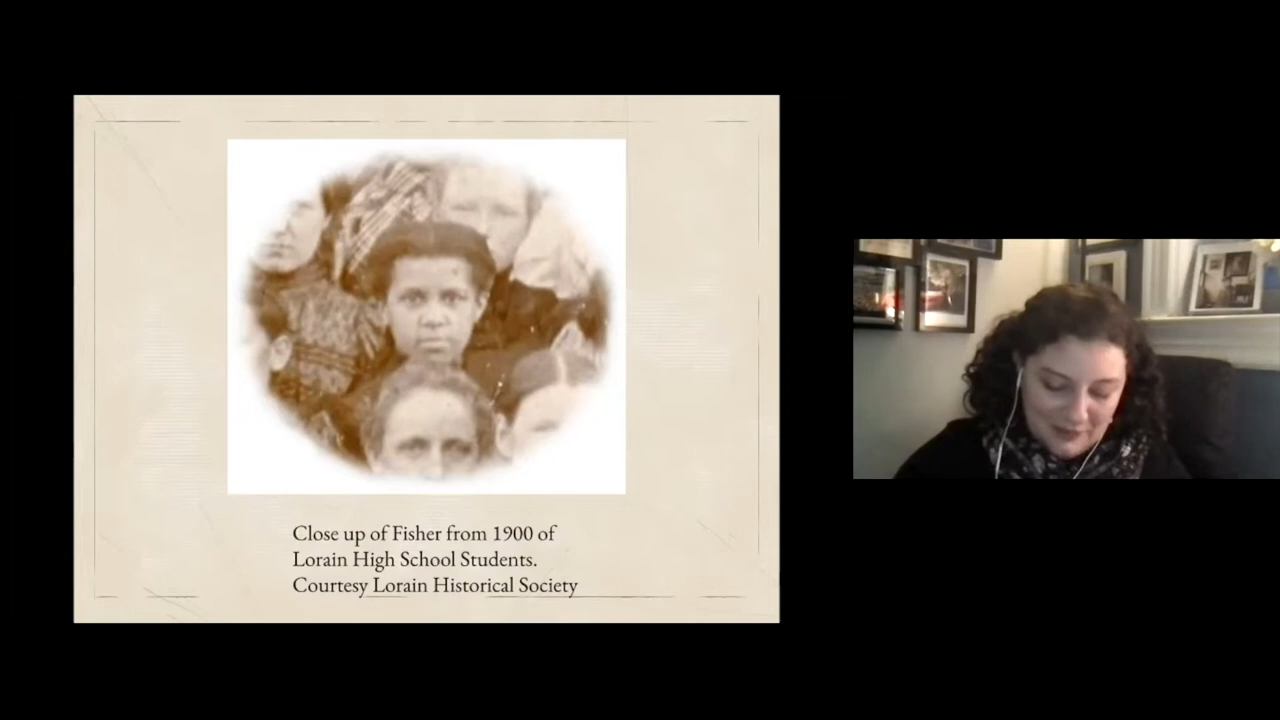 Close up of Fisher from 1900 of
Lorain High School Students.
Courtesy Lorain Historical Society